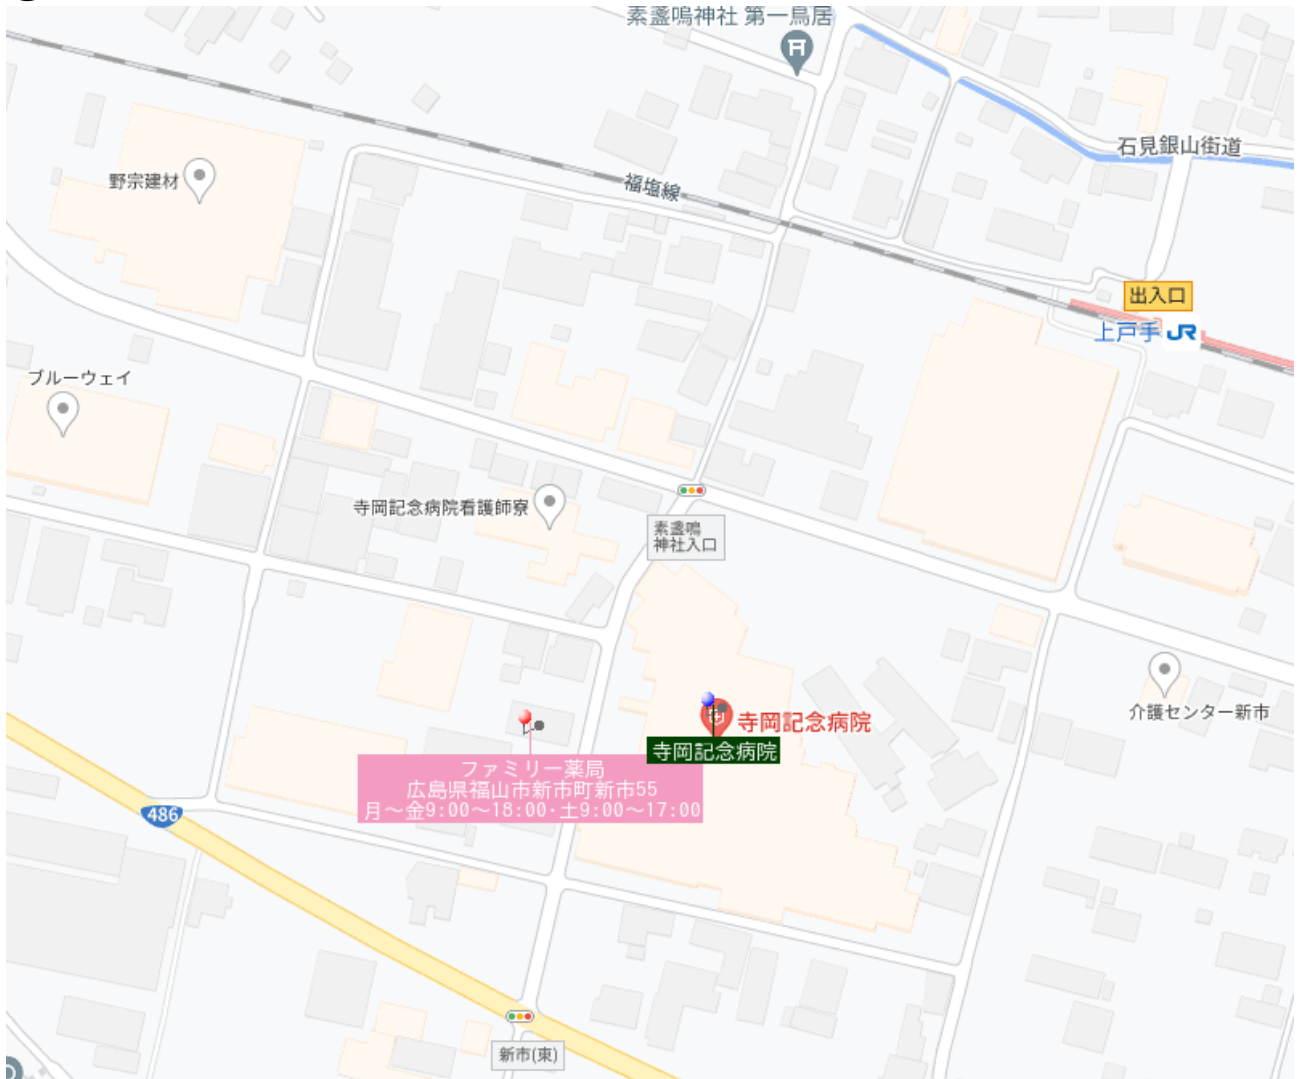 素盞嗚神社 第一鳥居
石見銀山街道
野宗建材
福塩線
出入口
上戸手 JR
ブルーウェイ
寺岡記念病院看護師寮
素盞嗚
神社入口
介護センター新市
寺岡記念病院
寺岡記念病院
ファミリー薬局
広島県福山市新市町新市55
月～金9:00～18:00･土9:00～17:00
486
新市(東)